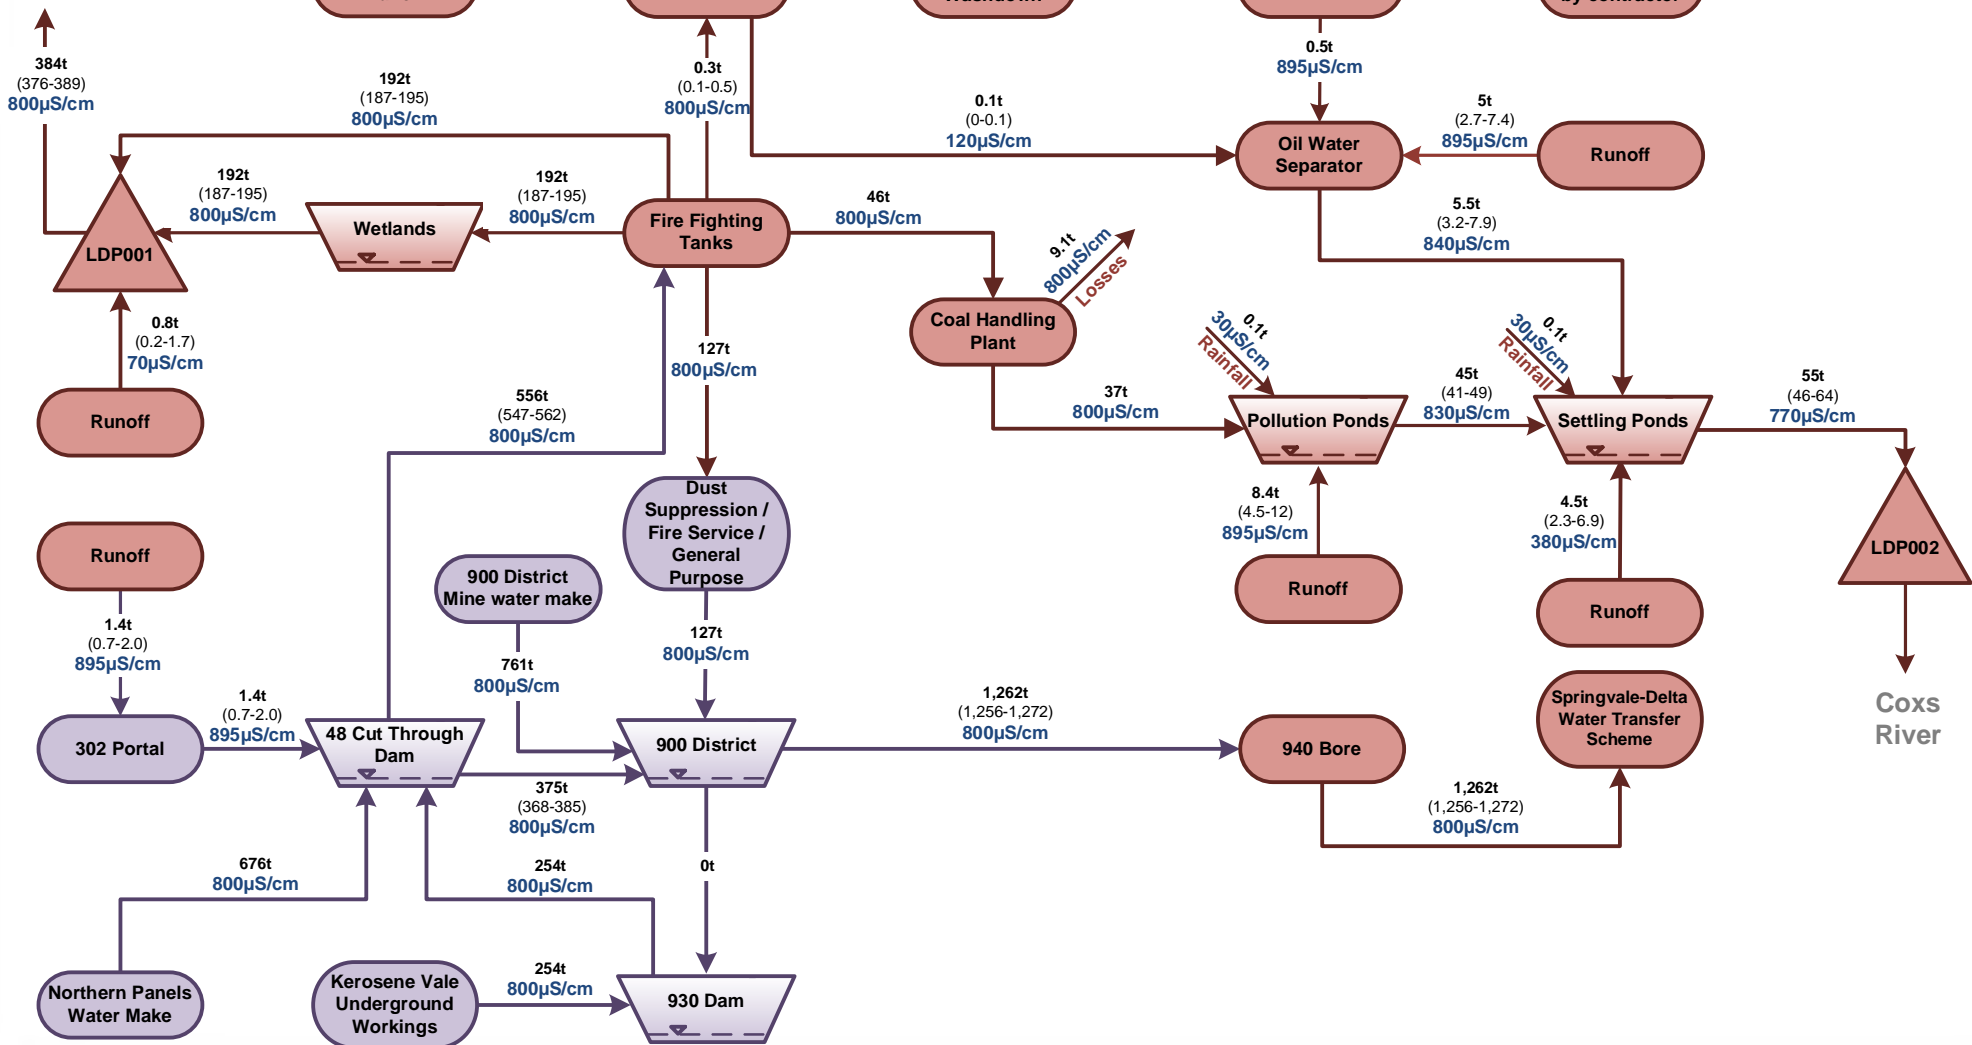 by contractor
384t
(376-389)
800µS/cm
192t
(187-195)
800µS/cm
0.3t
(0.1-0.5)
800µS/cm
0.1t
(0-0.1)
120µS/cm
0.5t
895µS/cm
5t
(2.7-7.4)
895µS/cm
Oil Water
Separator
Runoff
192t
(187-195)
800µS/cm
192t
(187-195)
800µS/cm
46t
800µS/cm
5.5t
(3.2-7.9)
840µS/cm
LDP001
Wetlands
Fire Fighting
Tanks
9.1t
800µS/cm
Losses
0.8t
(0.2-1.7)
70µS/cm
127t
800µS/cm
Coal Handling
Plant
0.1t
30µS/cm
Rainfall
0.1t
30µS/cm
Rainfall
Runoff
556t
(547-562)
800µS/cm
37t
800µS/cm
Pollution Ponds
45t
(41-49)
830µS/cm
Settling Ponds
55t
(46-64)
770µS/cm
Dust
Suppression /
Fire Service /
General
Purpose
8.4t
(4.5-12)
895µS/cm
4.5t
(2.3-6.9)
380µS/cm
LDP002
Runoff
900 District
Mine water make
Runoff
Runoff
1.4t
(0.7-2.0)
895µS/cm
761t
800µS/cm
127t
800µS/cm
1.4t
(0.7-2.0)
895µS/cm
1,262t
(1,256-1,272)
800µS/cm
Springvale-Delta
Water Transfer
Scheme
Coxs
River
302 Portal
48 Cut Through
Dam
900 District
940 Bore
375t
(368-385)
800µS/cm
1,262t
(1,256-1,272)
800µS/cm
676t
800µS/cm
254t
800µS/cm
0t
Northern Panels
Water Make
Kerosene Vale
Underground
Workings
254t
800µS/cm
930 Dam